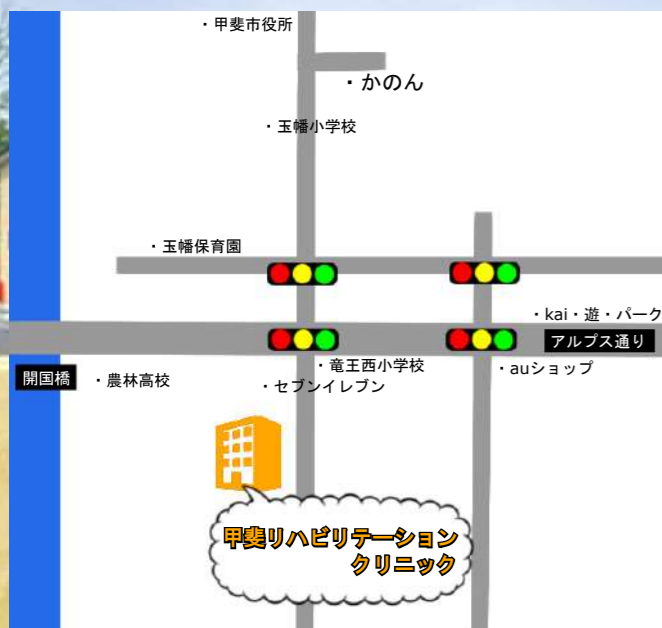 ・甲斐市役所
・かのん
・玉幡小学校
・玉幡保育園
・kai・遊・パーク
アルプス通り
・竜王西小学校
・auショップ
開国橋
・農林高校
・セブンイレブン
甲斐リハビリテーション
クリニック